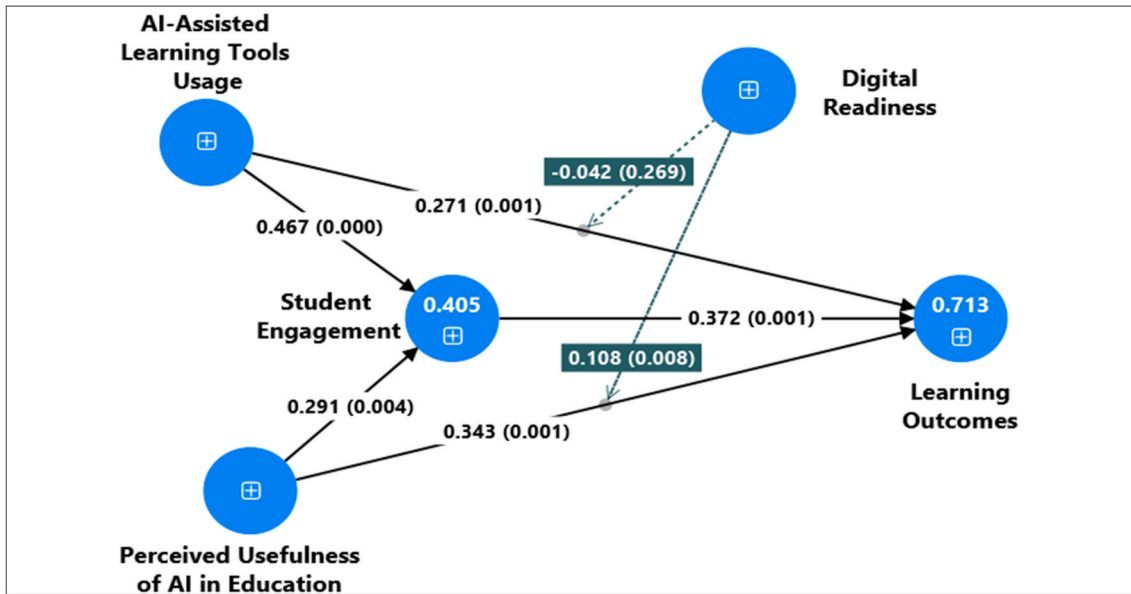 AI-Assisted
Learning Tools
Usage
Digital
Readiness
-0.042 (0.269)
0.271 (0.001)
0.467 (0.000)
Student
Engagement
0.405
0.372 (0.001)
0.713
0.108 (0.008)
0.291 (0.004)
0.343 (0.001)
Learning
Outcomes
Perceived Usefulness
of AI in Education